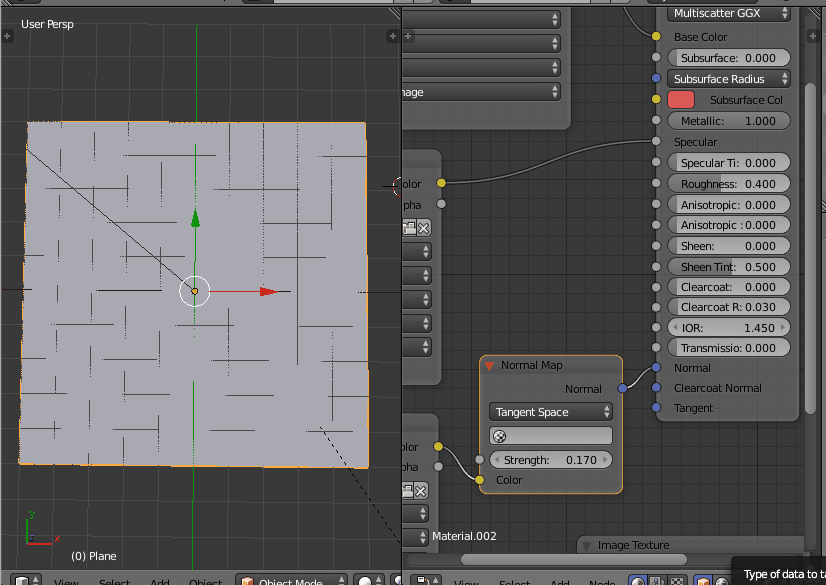 User Persp
y
x
(0) Plane
View Select Add Object Object Mode
mage
olor
pha
Multiscatter GGX
Base Color
Subsurface: 0.000
Subsurface Radius
Subsurface Col
Metallic: 1.000
Specular
Specular Ti: 0.000
Roughness: 0.400
Anisotropic: 0.000
Anisotropic : 0.000
Sheen: 0.000
Sheen Tint: 0.500
Clearcoat: 0.000
Clearcoat R: 0.030
IOR: 1.450
Transmissio: 0.000
Normal
Clearcoat Normal
Tangent
Normal Map
Normal
Tangent Space
Strength: 0.170
Color
olor
pha
Material.002
Image Texture
View Select Add Node
Type of data to ta